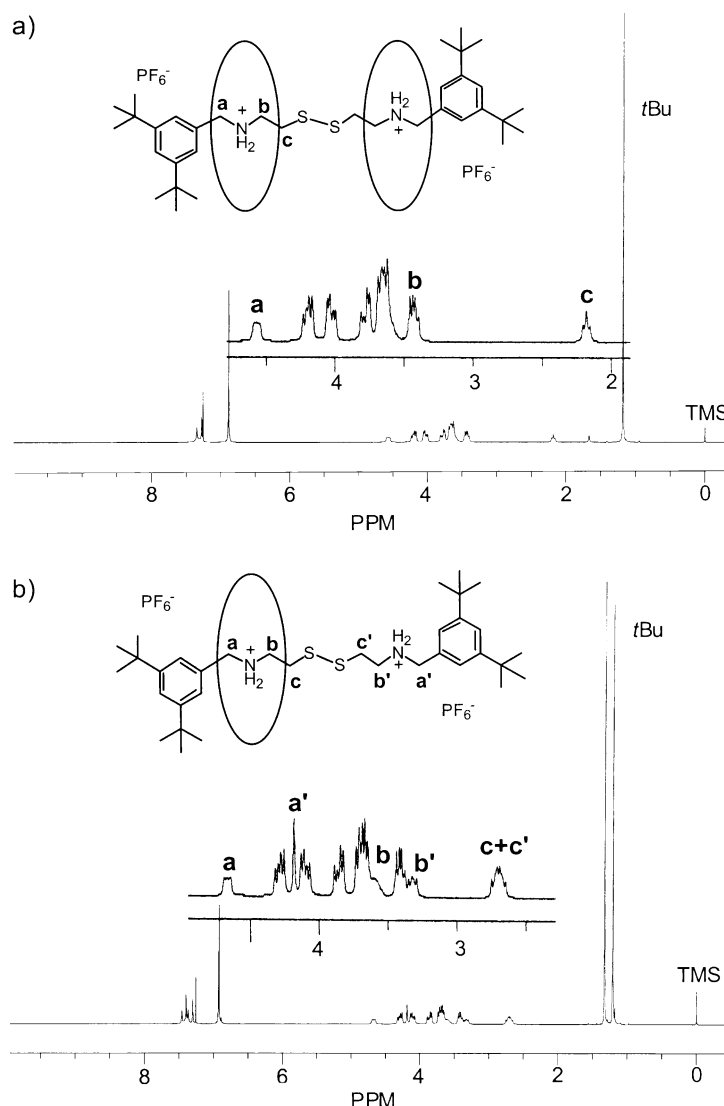 a)
PF6-
a
b
c
+
N
H2
S
S
H2
N
+
PF6-
tBu
a
b
c
4
3
2
TMS
8
6
4
2
0
PPM
b)
PF6-
a
b
c
+
N
H2
S
S
c'
b'
H2
N
+
a'
PF6-
tBu
a
a'
b
b'
c+c'
4
3
TMS
8
6
4
2
0
PPM